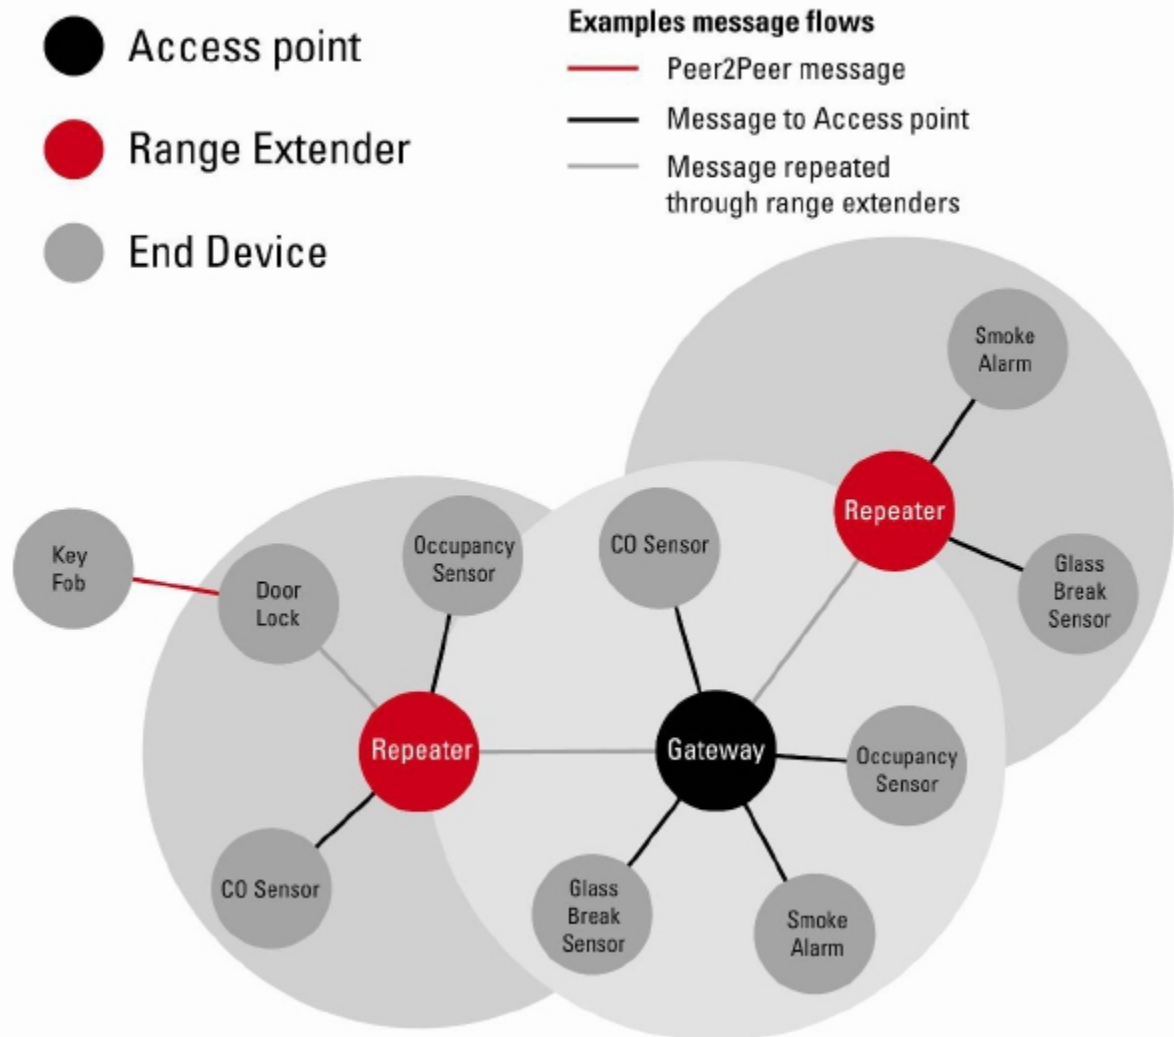 Access point
Range Extender
End Device
Examples message flows
Peer2Peer message
Message to Access point
Message repeated
through range extenders
Smoke
Alarm
Repeater
Glass
Break
Sensor
Key
Fob
Door
Lock
Occupancy
Sensor
CO Sensor
Repeater
Gateway
Occupancy
Sensor
CO Sensor
Glass
Break
Sensor
Smoke
Alarm